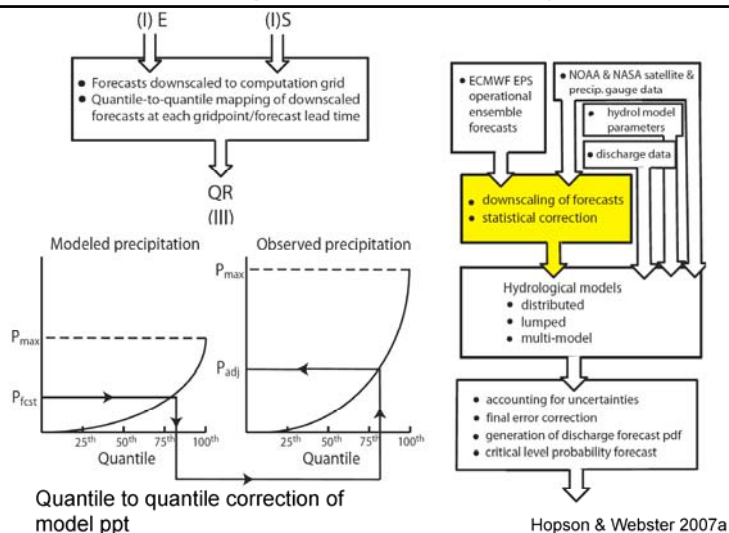 (I) E
(I)S
• Forecasts downscaled to computation grid
• Quantile-to-quantile mapping of downscaled
forecasts at each gridpoint/forecast lead time
QR
(III)
Modeled precipitation
Pmax
Pfcst
25th 50th 75th 100th
Quantile
Observed precipitation
Pmax
Padj
25th 50th 75th 100th
Quantile
Quantile to quantile correction of
model ppt
• ECMWF EPS
operational
ensemble
forecasts
• NOAA & NASA satellite &
precip. gauge data
• hydrol model
parameters
• discharge data
• downscaling of forecasts
• statistical correction
Hydrological models
• distributed
• lumped
• multi-model
• accounting for uncertainties
• final error correction
• generation of discharge forecast pdf
• critical level probability forecast
Hopson & Webster 2007a